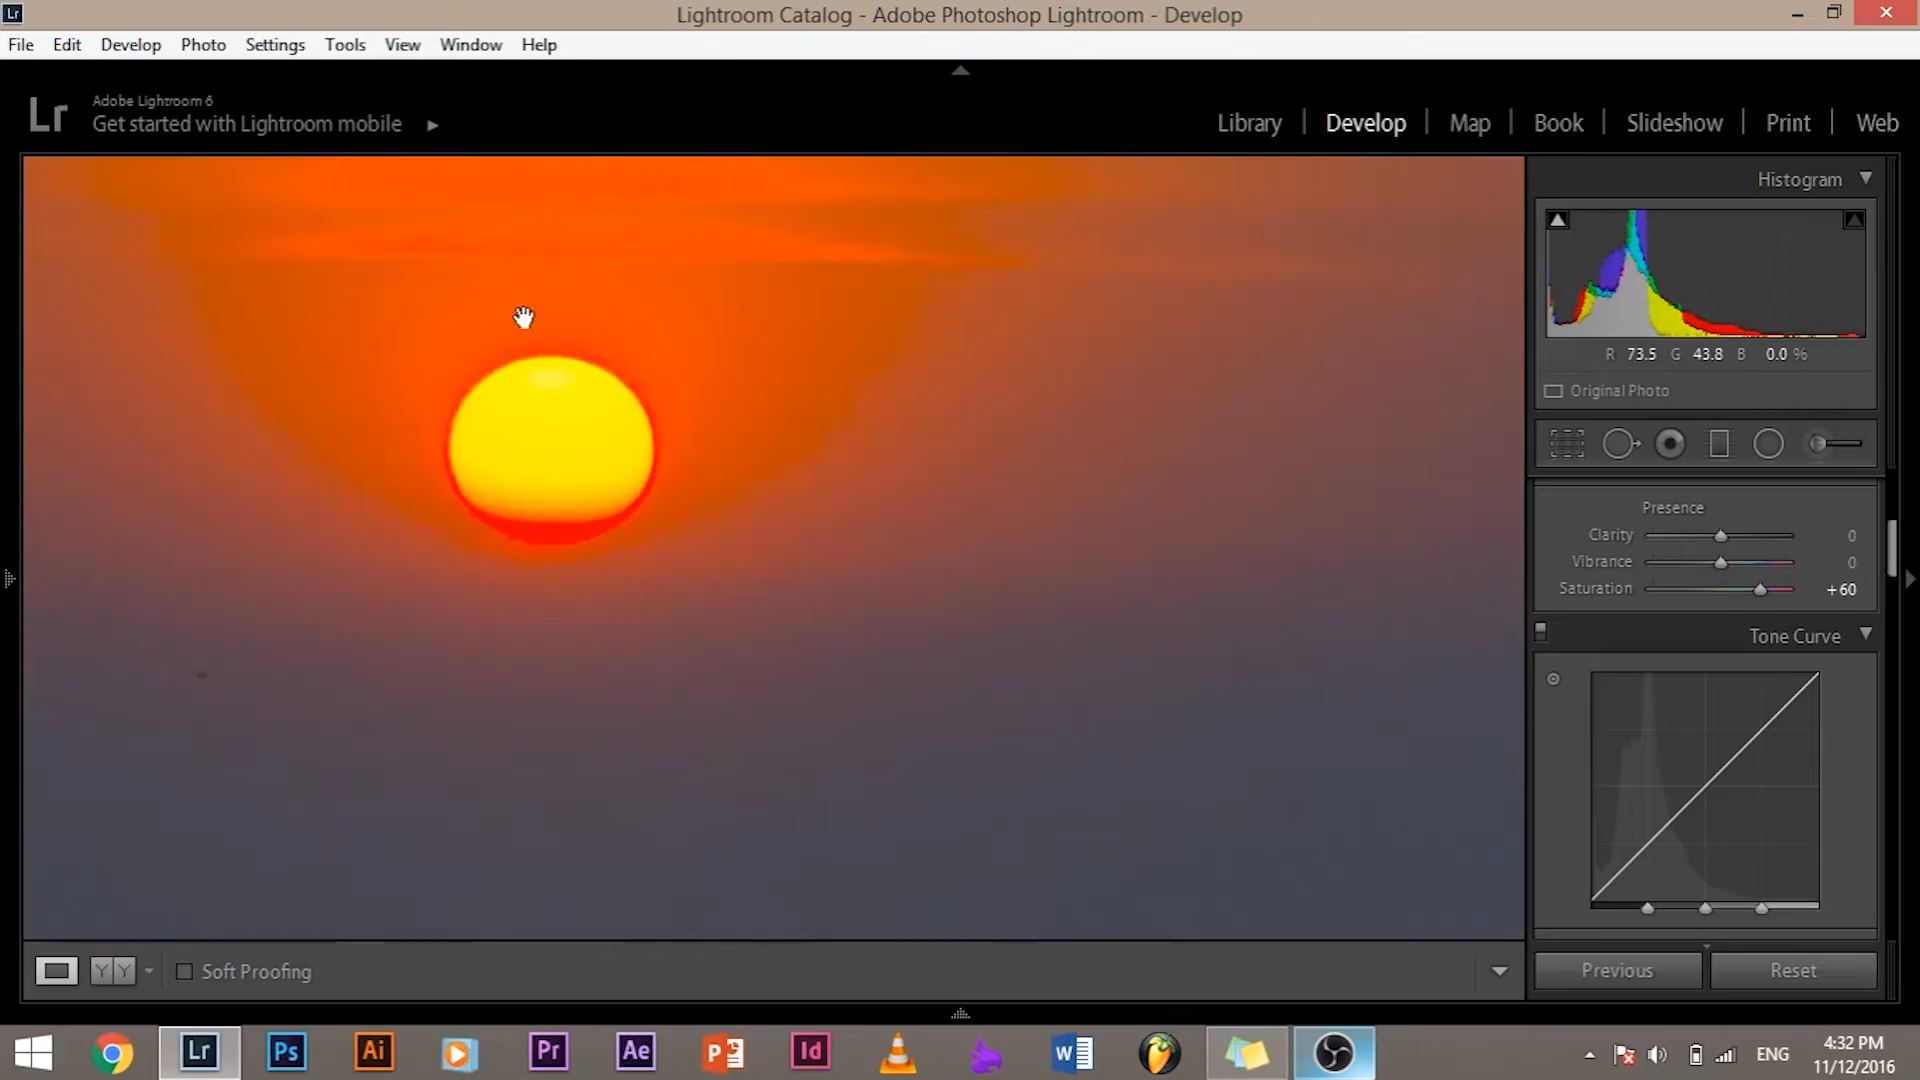 Lr
Lightroom Catalog - Adobe Photoshop Lightroom - Develop
File Edit Develop Photo Settings Tools View Window Help
Lr
Adobe Lightroom 6
Get started with Lightroom mobile
Library | Develop | Map | Book | Slideshow | Print | Web
Histogram
R 73.5 G 43.8 B 0.0 %
Original Photo
Presence
Clarity 0
Vibrance 0
Saturation +60
Tone Curve
YY
Soft Proofing
Previous
Reset
Lr Ps Ai Pr Ae P Id W
ENG
4:32 PM
11/12/2016